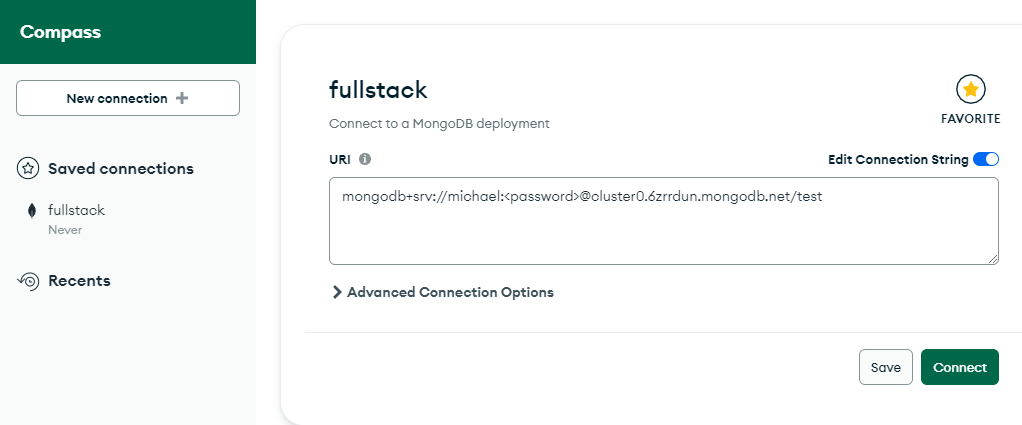 Compass
New connection
Saved connections
fullstack
Never
Recents
fullstack
Connect to a MongoDB deployment
FAVORITE
URI
Edit Connection String
mongodb+srv://michael:<password>@cluster0.6zrrdun.mongodb.net/test
Advanced Connection Options
Save
Connect